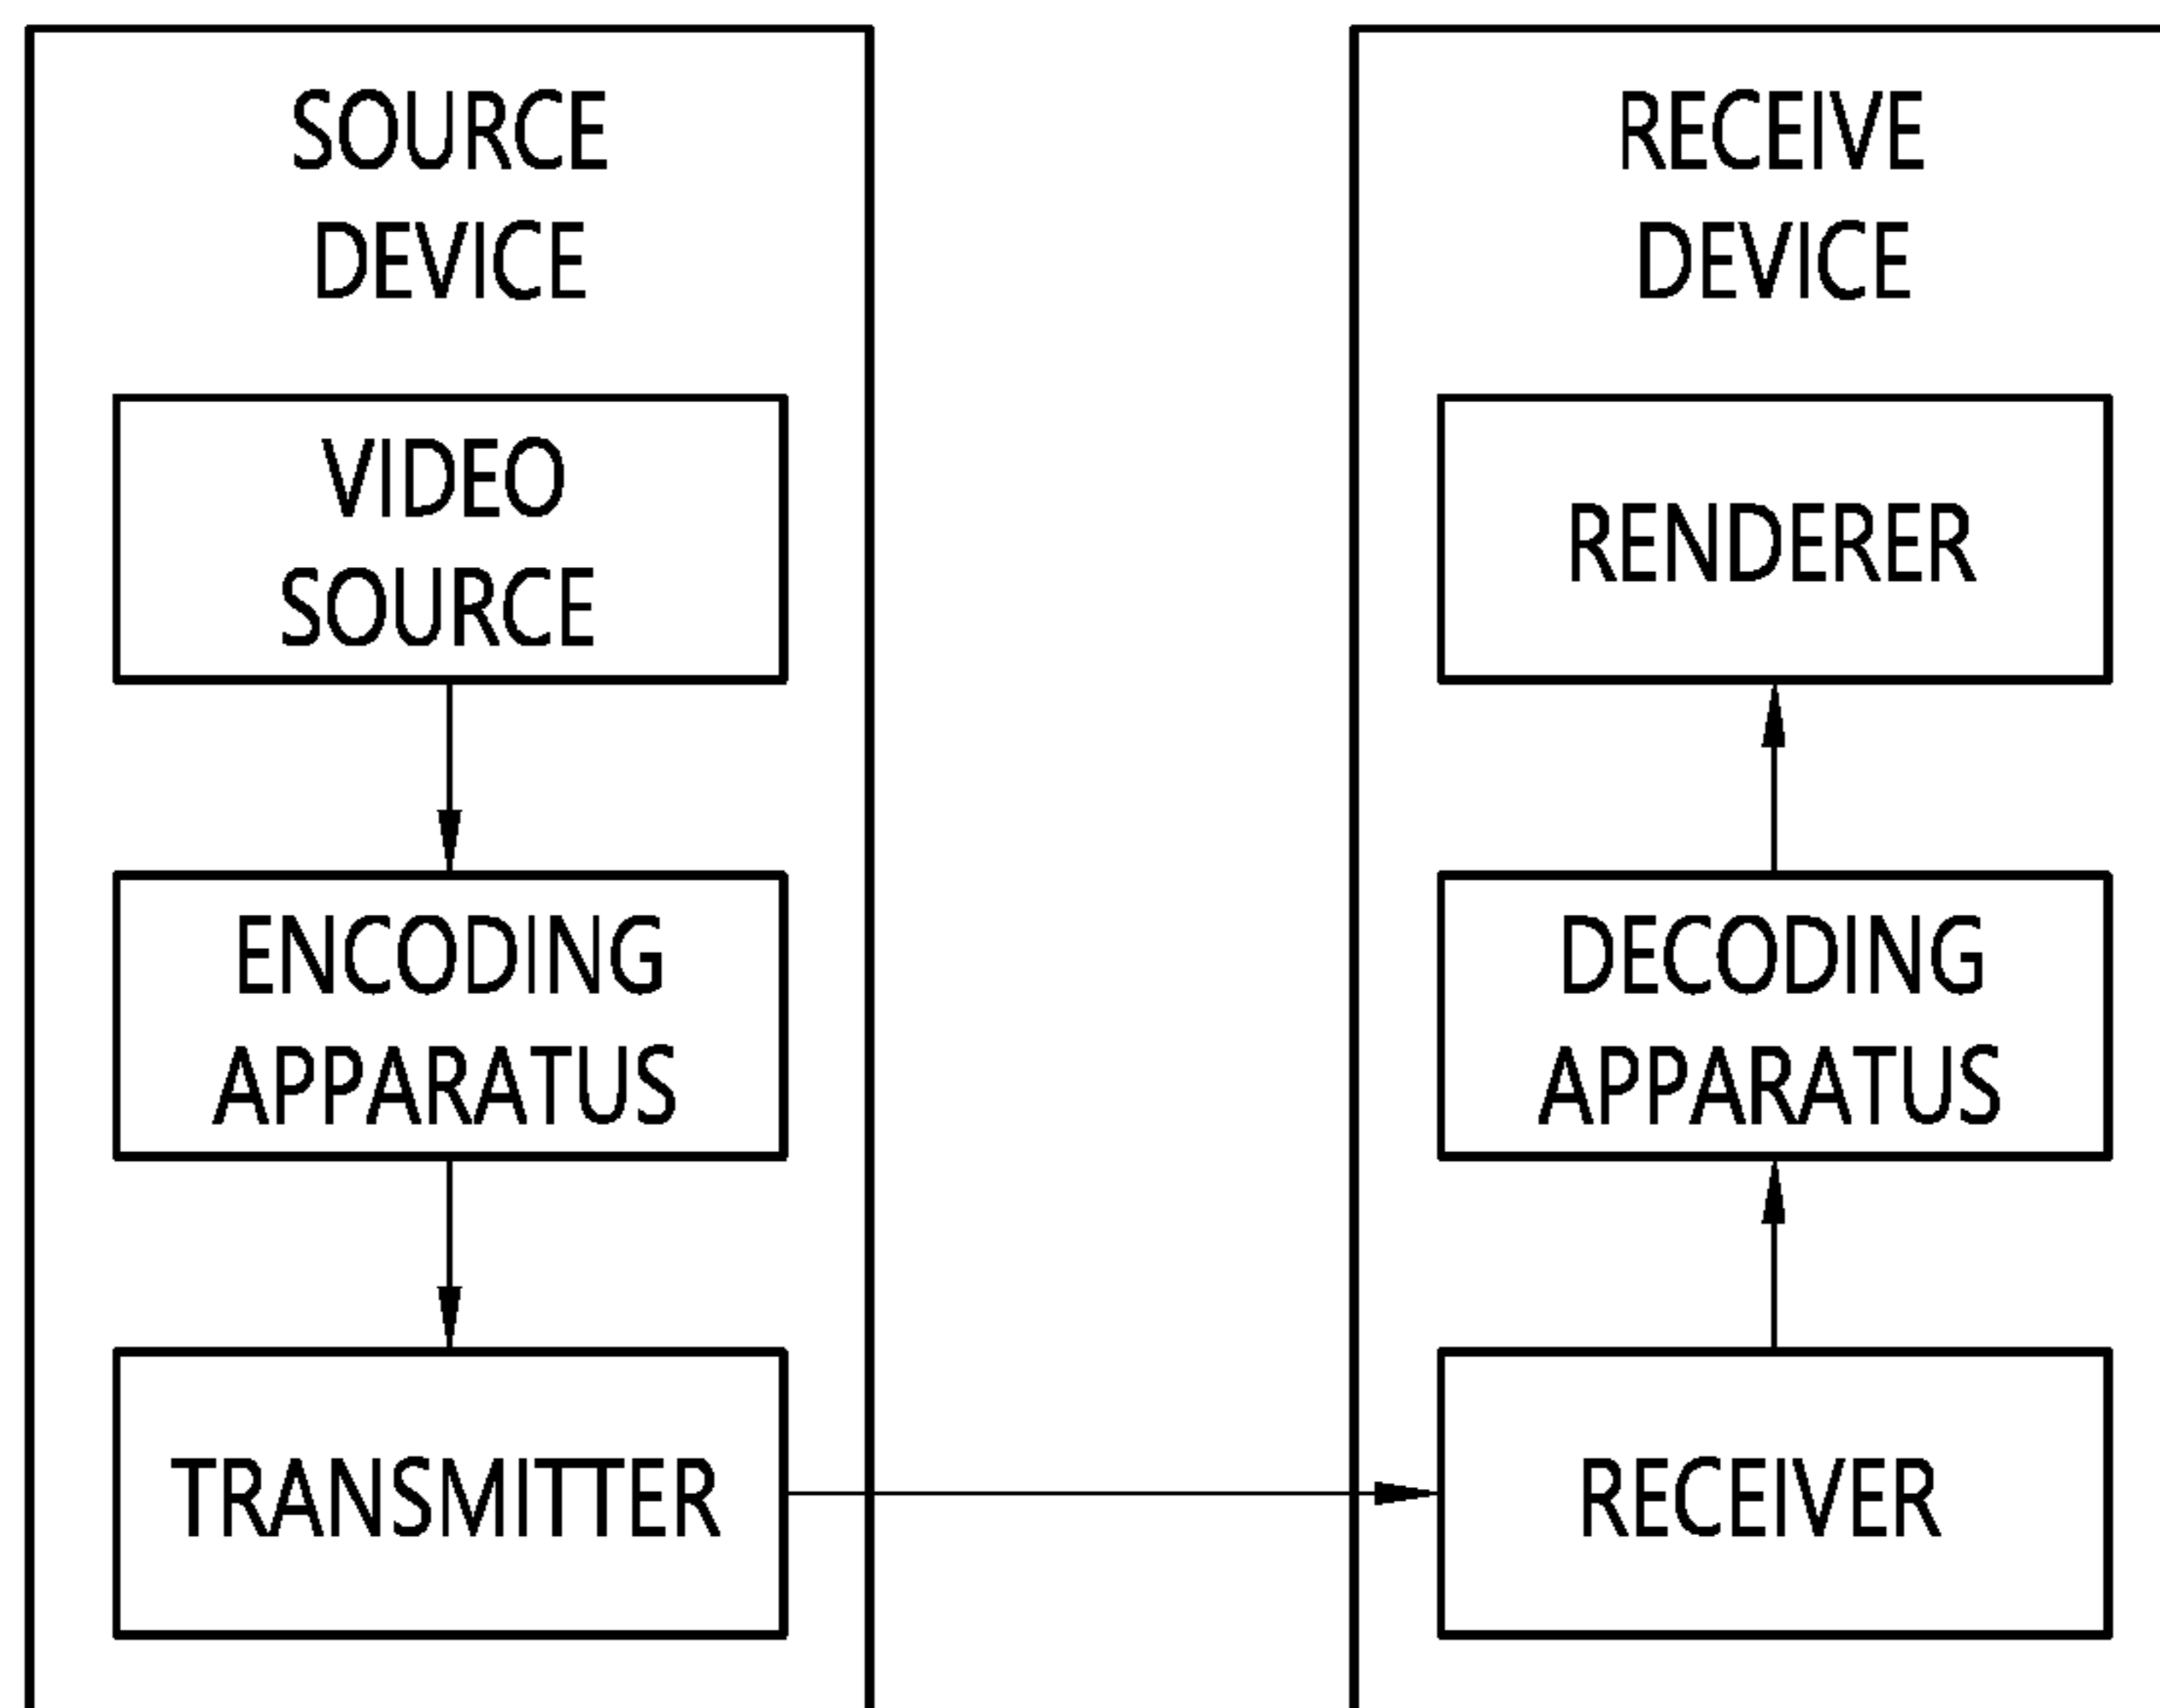 SOURCE
DEVICE
VIDEO
SOURCE
ENCODING
APPARATUS
TRANSMITTER
RECEIVE
DEVICE
RENDERER
DECODING
APPARATUS
RECEIVER